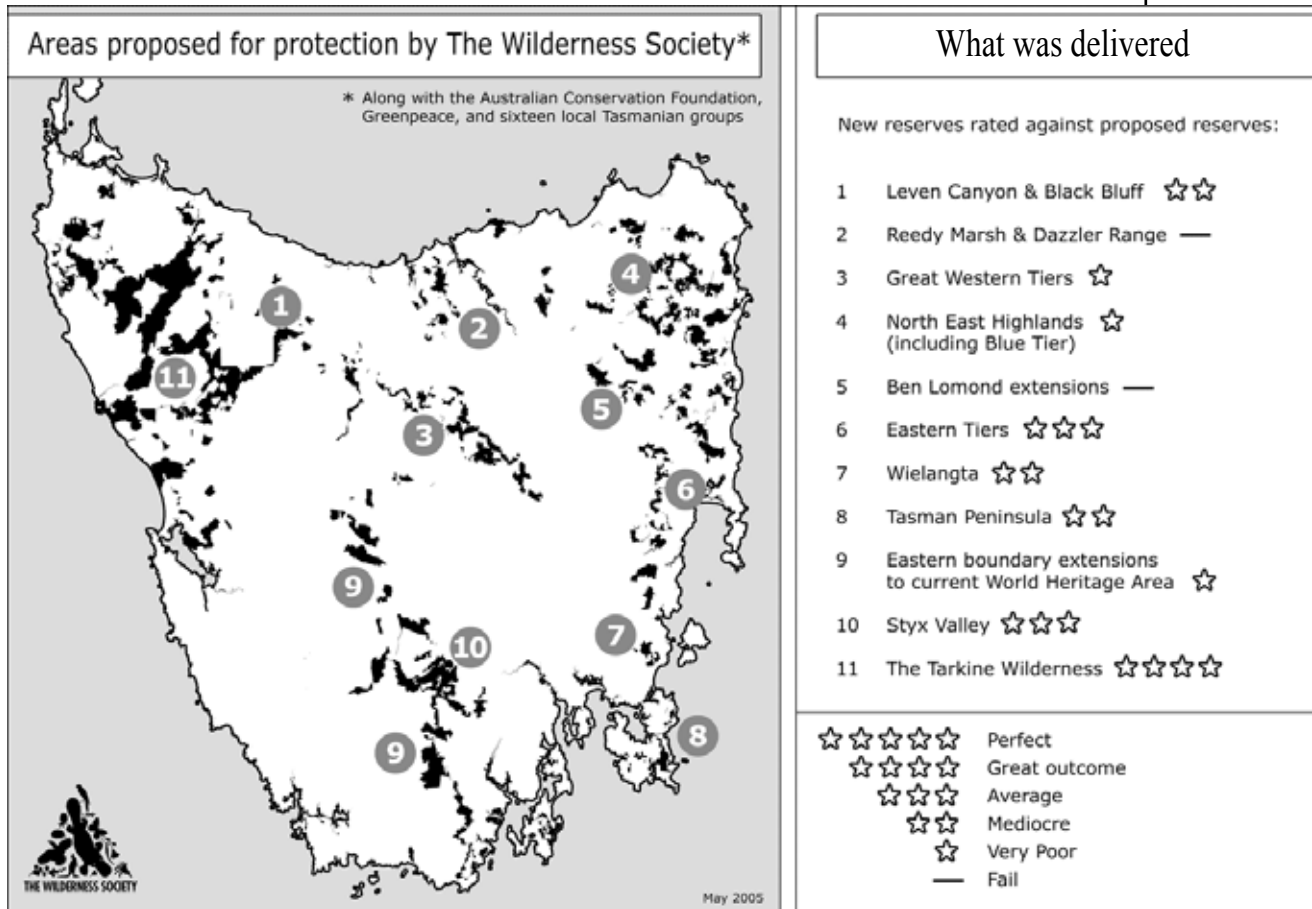 Areas proposed for protection by The Wilderness Society*
* Along with the Australian Conservation Foundation,
Greenpeace, and sixteen local Tasmanian groups
4
1
2
11
5
3
6
9
7
10
8
9
THE WILDERNESS SOCIETY
May 2005
What was delivered
New reserves rated against proposed reserves:
1 Leven Canyon & Black Bluff ☆☆
2 Reedy Marsh & Dazzler Range —
3 Great Western Tiers ☆
4 North East Highlands ☆
(including Blue Tier)
5 Ben Lomond extensions —
6 Eastern Tiers ☆☆☆
7 Wielangta ☆☆
8 Tasman Peninsula ☆☆
9 Eastern boundary extensions
to current World Heritage Area ☆
10 Styx Valley ☆☆☆
11 The Tarkine Wilderness ☆☆☆☆
☆☆☆☆☆ Perfect
☆☆☆☆ Great outcome
☆☆☆ Average
☆☆ Mediocre
☆ Very Poor
— Fail